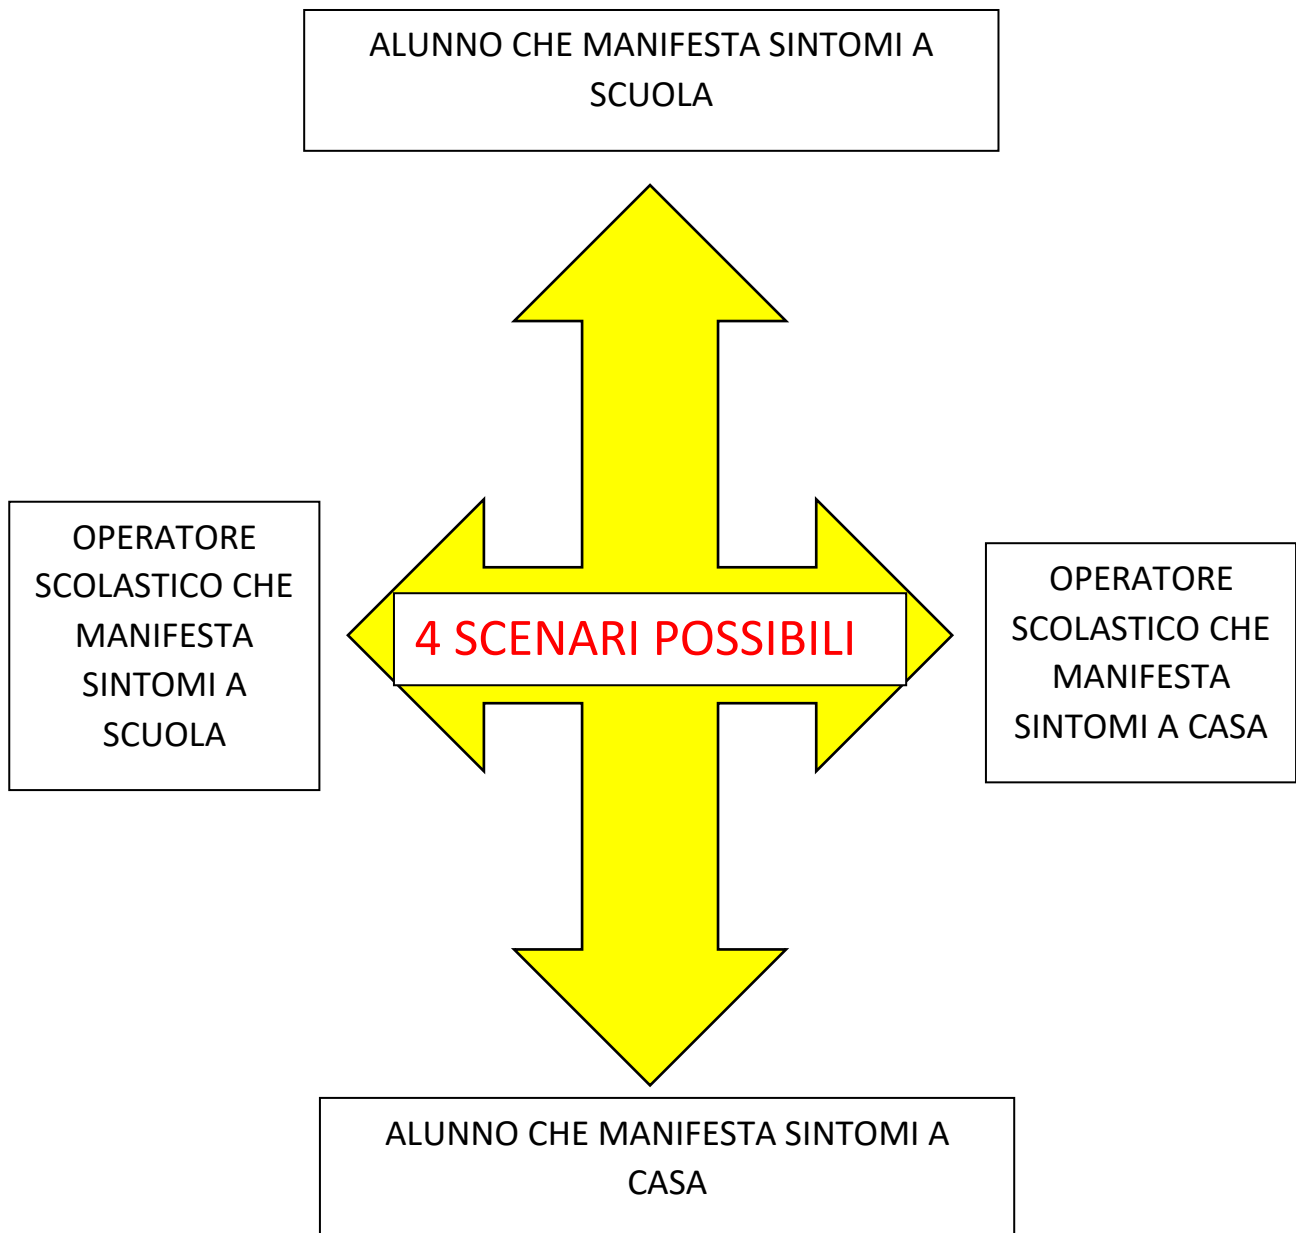 ALUNNO CHE MANIFESTA SINTOMI A
SCUOLA
OPERATORE
SCOLASTICO CHE
MANIFESTA
SINTOMI A
SCUOLA
4 SCENARI POSSIBILI
OPERATORE
SCOLASTICO CHE
MANIFESTA
SINTOMI A CASA
ALUNNO CHE MANIFESTA SINTOMI A
CASA